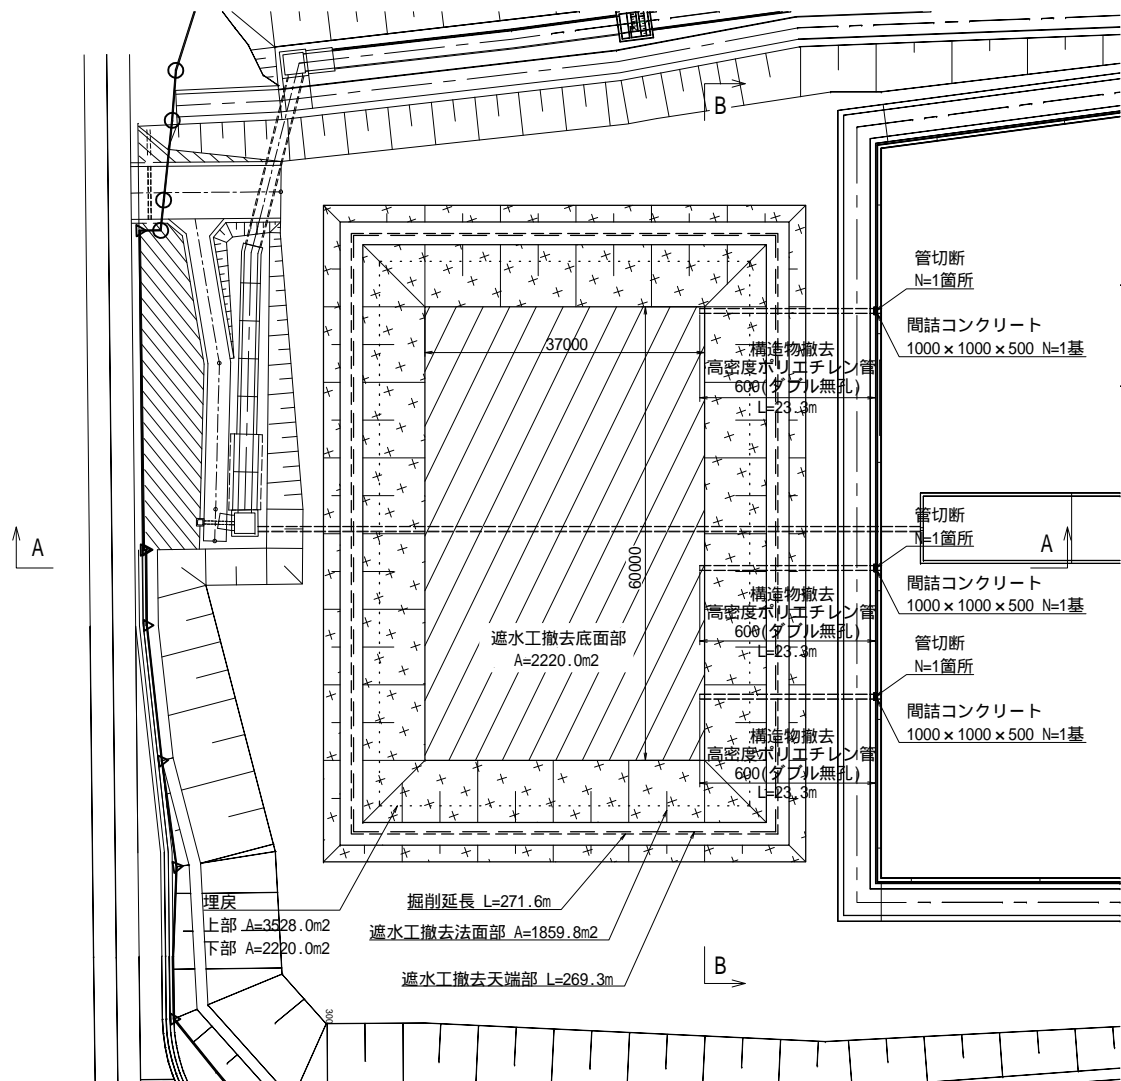 B
管切断
N=1箇所
間詰コンクリート
1000×1000×500 N=1基
37000
構造物撤去
高密度ポリエチレン管
600(ダブル無孔)
L=23.3m
管切断
N=1箇所
A
A
60000
間詰コンクリート
1000×1000×500 N=1基
構造物撤去
高密度ポリエチレン管
600(ダブル無孔)
L=23.3m
遮水工撤去底面部
A=2220.0m2
管切断
N=1箇所
間詰コンクリート
1000×1000×500 N=1基
構造物撤去
高密度ポリエチレン管
600(ダブル無孔)
L=23.3m
埋戻
上部 A=3528.0m2
下部 A=2220.0m2
掘削延長 L=271.6m
遮水工撤去法面部 A=1859.8m2
遮水工撤去天端部 L=269.3m
B
300